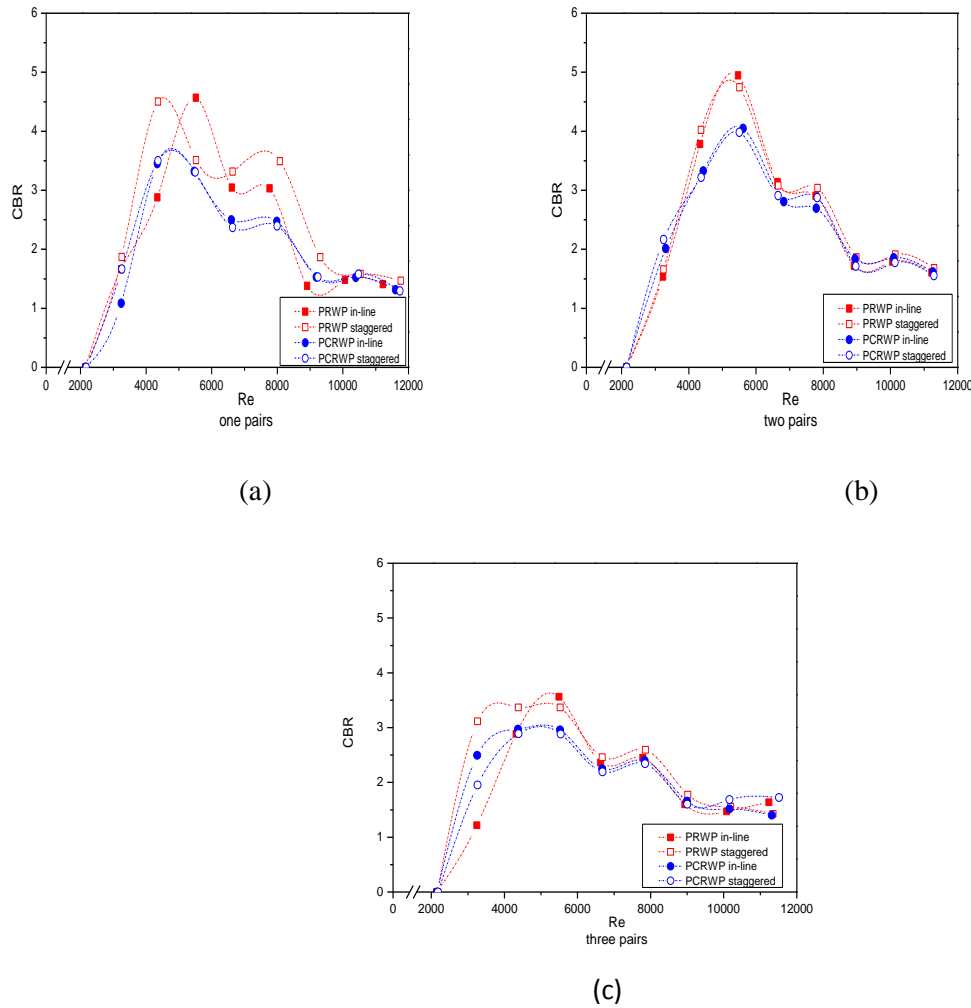 6
5
4
3
2
1
0
CBR
0 2000 4000 6000 8000 10000 12000
Re
one pairs
PRWP in-line
PRWP staggered
PCRWP in-line
PCRWP staggered
(a)
6
5
4
3
2
1
0
CBR
0 2000 4000 6000 8000 10000 12000
Re
two pairs
PRWP in-line
PRWP staggered
PCRWP in-line
PCRWP staggered
(b)
6
5
4
3
2
1
0
CBR
0 2000 4000 6000 8000 10000 12000
Re
three pairs
PRWP in-line
PRWP staggered
PCRWP in-line
PCRWP staggered
(c)